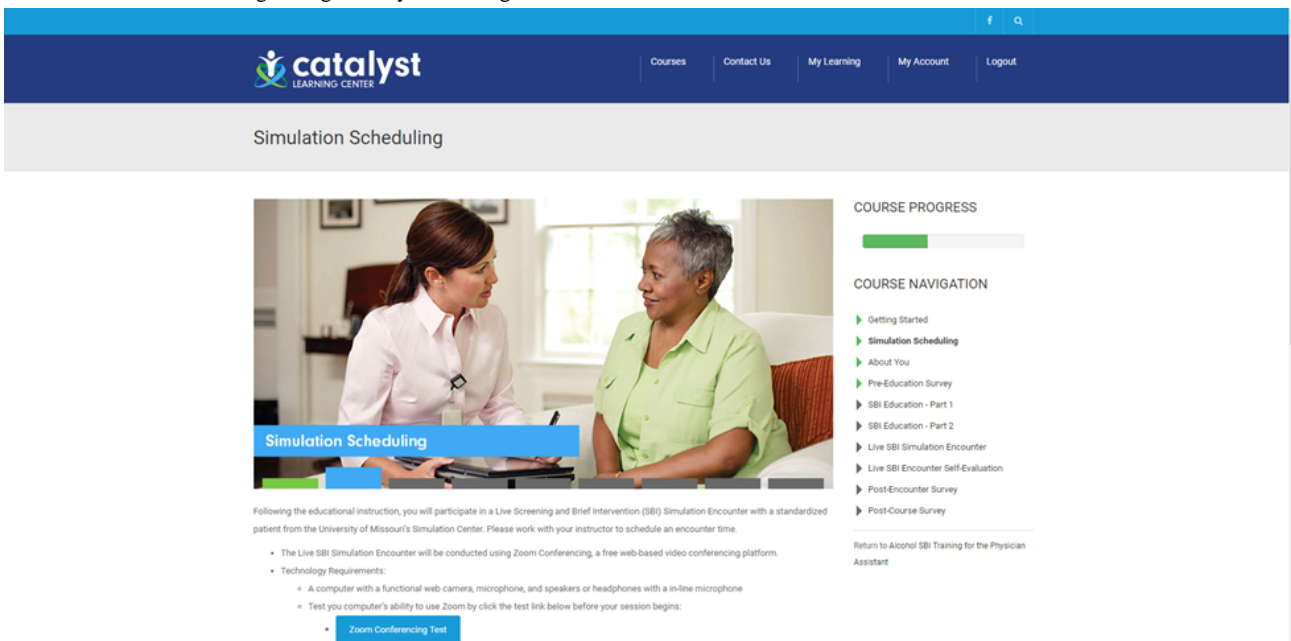 catalyst
LEARNING CENTER
Courses
Contact Us
My Learning
My Account
Logout
Simulation Scheduling
Simulation Scheduling
Following the educational instruction, you will participate in a Live Screening and Brief Intervention (SBI) Simulation Encounter with a standardized
patient from the University of Missouri's Simulation Center. Please work with your instructor to schedule an encounter time.
• The Live SBI Simulation Encounter will be conducted using Zoom Conferencing, a free web-based video conferencing platform.
• Technology Requirements:
A computer with a functional web camera, microphone, and speakers or headphones with a in-line microphone
Test you computer's ability to use Zoom by click the test link below before your session begins:
Zoom Conferencing Test
COURSE PROGRESS
COURSE NAVIGATION
Getting Started
Simulation Scheduling
About You
Pre-Education Survey
SBI Education - Part 1
SBI Education - Part 2
Live SBI Simulation Encounter
Live SBI Encounter Self-Evaluation
Post-Encounter Survey
Post-Course Survey
Return to Alcohol SBI Training for the Physician
Assistant